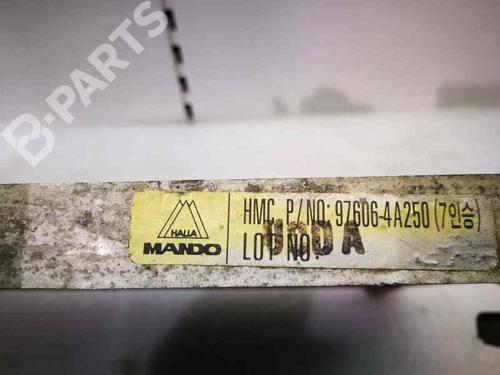 B-PARTS
HALLA
MANDO
HMC P/NO: 97606-4A250 (7인승)
LOT NO: